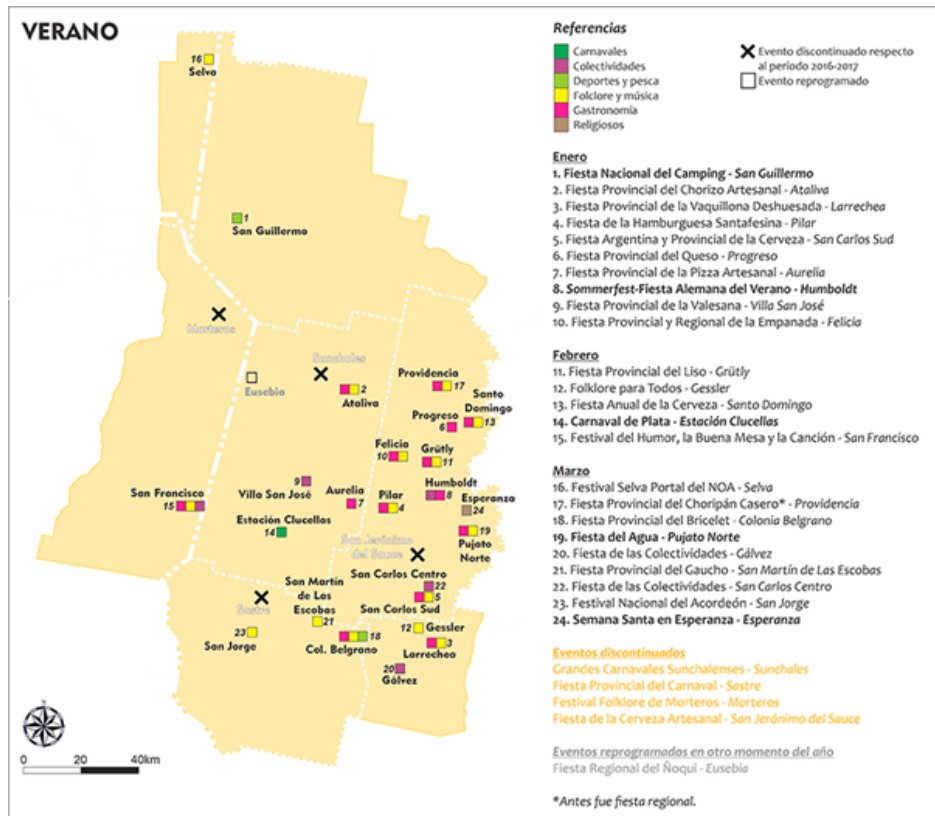 VERANO
16
Selva
1
San Guillermo
Morteros
Sunchales
Eusebia
2
Ataliva
Providencia
17
Santo
Domingo
13
Progreso
6
Felicia
10
Grütly
11
9
Villa San José
Aurelia
7
Pilar
4
Humboldt
8
Esperanza
24
San Francisco
15
Estación Clucellas
14
19
Pujato
Norte
San Jerónimo
del Sauce
San Carlos Centro
22
5
San Carlos Sud
San Martín
de Las
Escobas
21
Sastre
23
San Jorge
18
Col. Belgrano
12
Gessler
3
Larrechea
20
Gálvez
0
20
40km
Referencias
Carnavales
Colectividades
Deportes y pesca
Folclore y música
Gastronomía
Religiosos
Evento discontinuado respecto
al período 2016-2017
Evento reprogramado
Enero
1. Fiesta Nacional del Camping - San Guillermo
2. Fiesta Provincial del Chorizo Artesanal - Ataliva
3. Fiesta Provincial de la Vaquillona Deshuesada - Larrechea
4. Fiesta de la Hamburguesa Santafesina - Pilar
5. Fiesta Argentina y Provincial de la Cerveza - San Carlos Sud
6. Fiesta Provincial del Queso - Progreso
7. Fiesta Provincial de la Pizza Artesanal - Aurelia
8. Sommerfest-Fiesta Alemana del Verano - Humboldt
9. Fiesta Provincial de la Valesana - Villa San José
10. Fiesta Provincial y Regional de la Empanada - Felicia
Febrero
11. Fiesta Provincial del Liso - Grütly
12. Folklore para Todos - Gessler
13. Fiesta Anual de la Cerveza - Santo Domingo
14. Carnaval de Plata - Estación Clucellas
15. Festival del Humor, la Buena Mesa y la Canción - San Francisco
Marzo
16. Festival Selva Portal del NOA - Selva
17. Fiesta Provincial del Choripán Casero* - Providencia
18. Fiesta Provincial del Bricelet - Colonia Belgrano
19. Fiesta del Agua - Pujato Norte
20. Fiesta de las Colectividades - Gálvez
21. Fiesta Provincial del Gaucho - San Martín de Las Escobas
22. Fiesta de las Colectividades - San Carlos Centro
23. Festival Nacional del Acordeón - San Jorge
24. Semana Santa en Esperanza - Esperanza
Eventos discontinuados
Grandes Carnavales Sunchalenses - Sunchales
Fiesta Provincial del Carnaval - Sastre
Festival Folklore de Morteros - Morteros
Fiesta de la Cerveza Artesanal - San Jerónimo del Sauce
Eventos reprogramados en otro momento del año
Fiesta Regional del Ñoqui - Eusebia
*Antes fue fiesta regional.